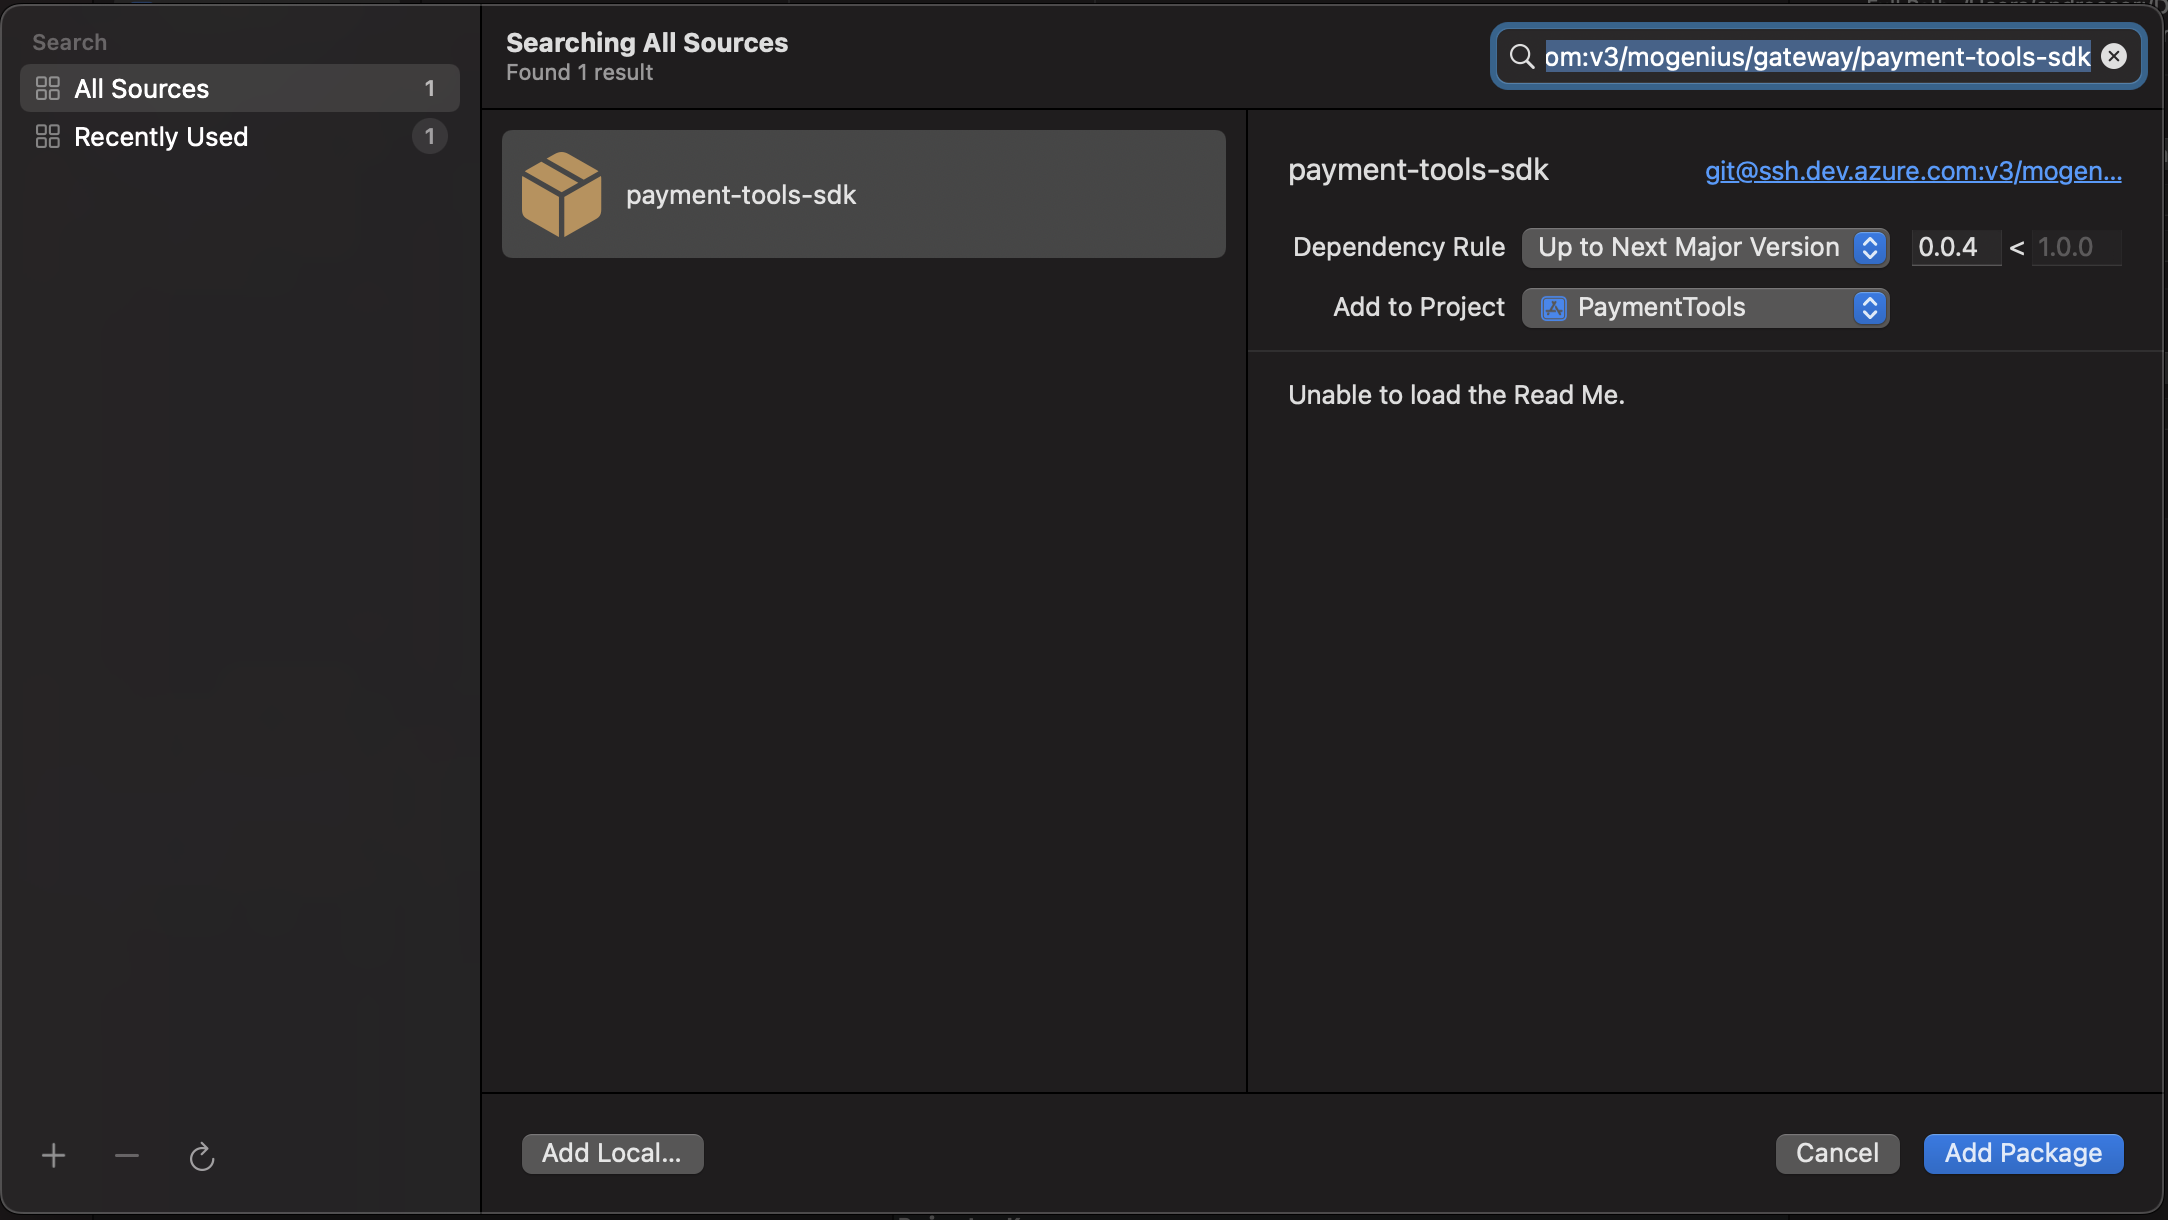 Search
All Sources 1
Recently Used 1
Searching All Sources
Found 1 result
om:v3/mogenius/gateway/payment-tools-sdk
payment-tools-sdk
payment-tools-sdk git@ssh.dev.azure.com:v3/mogen...
Dependency Rule Up to Next Major Version 0.0.4 < 1.0.0
Add to Project PaymentTools
Unable to load the Read Me.
Add Local... Cancel Add Package